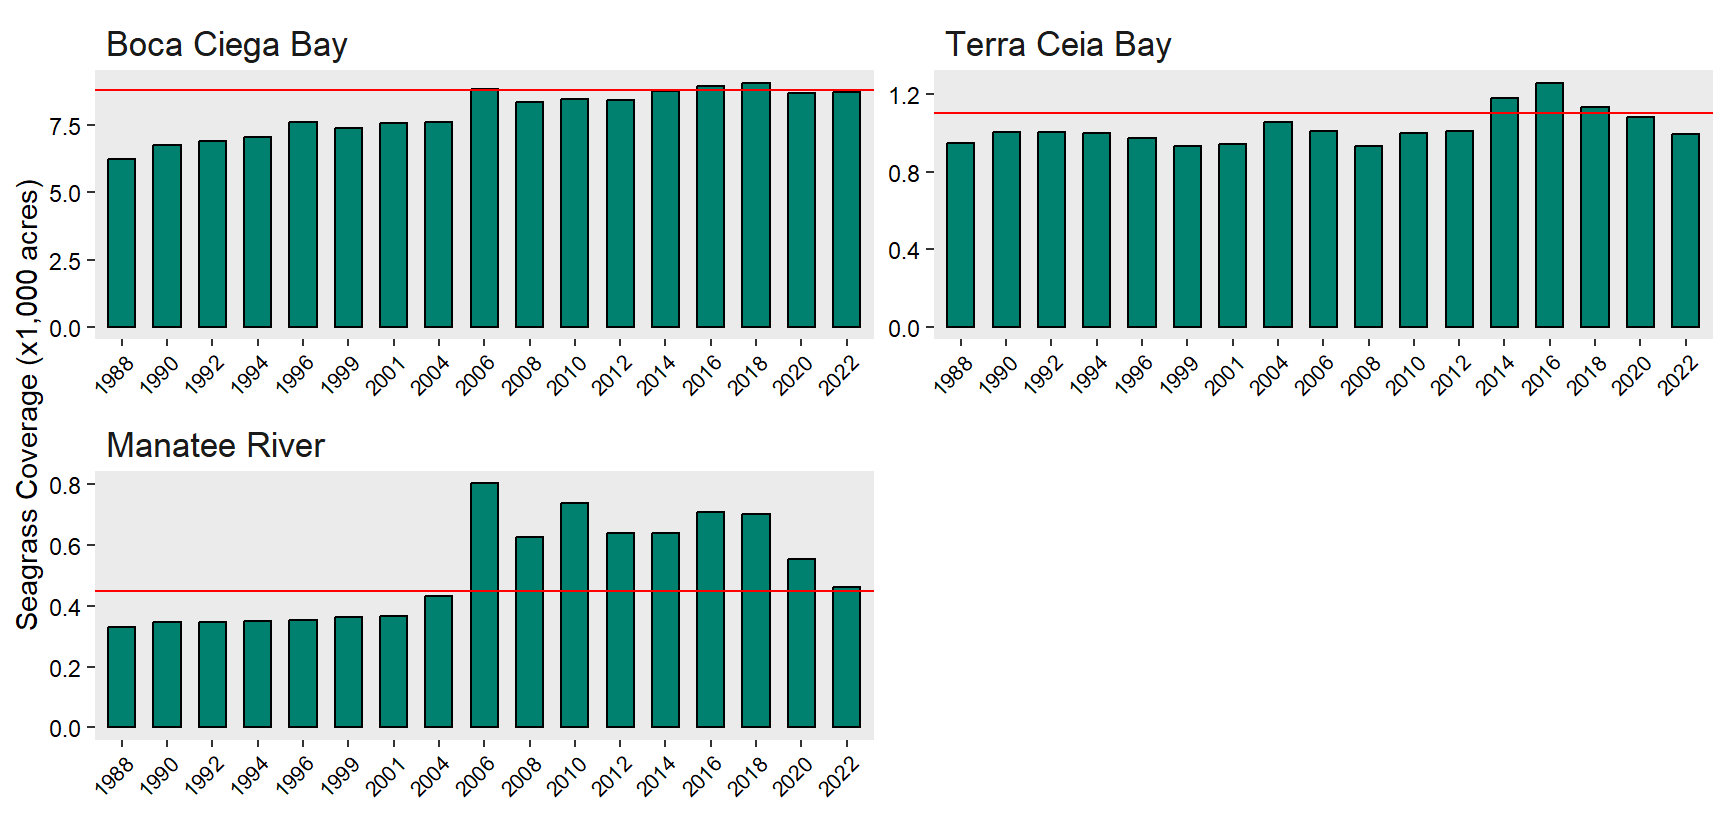 Boca Ciega Bay
7.5
5.0
2.5
0.0
1988 1990 1992 1994 1996 1999 2001 2004 2006 2008 2010 2012 2014 2016 2018 2020 2022
Terra Ceia Bay
1.2
0.8
0.4
0.0
1988 1990 1992 1994 1996 1999 2001 2004 2006 2008 2010 2012 2014 2016 2018 2020 2022
Seagrass Coverage (x1,000 acres)
Manatee River
0.8
0.6
0.4
0.2
0.0
1988 1990 1992 1994 1996 1999 2001 2004 2006 2008 2010 2012 2014 2016 2018 2020 2022